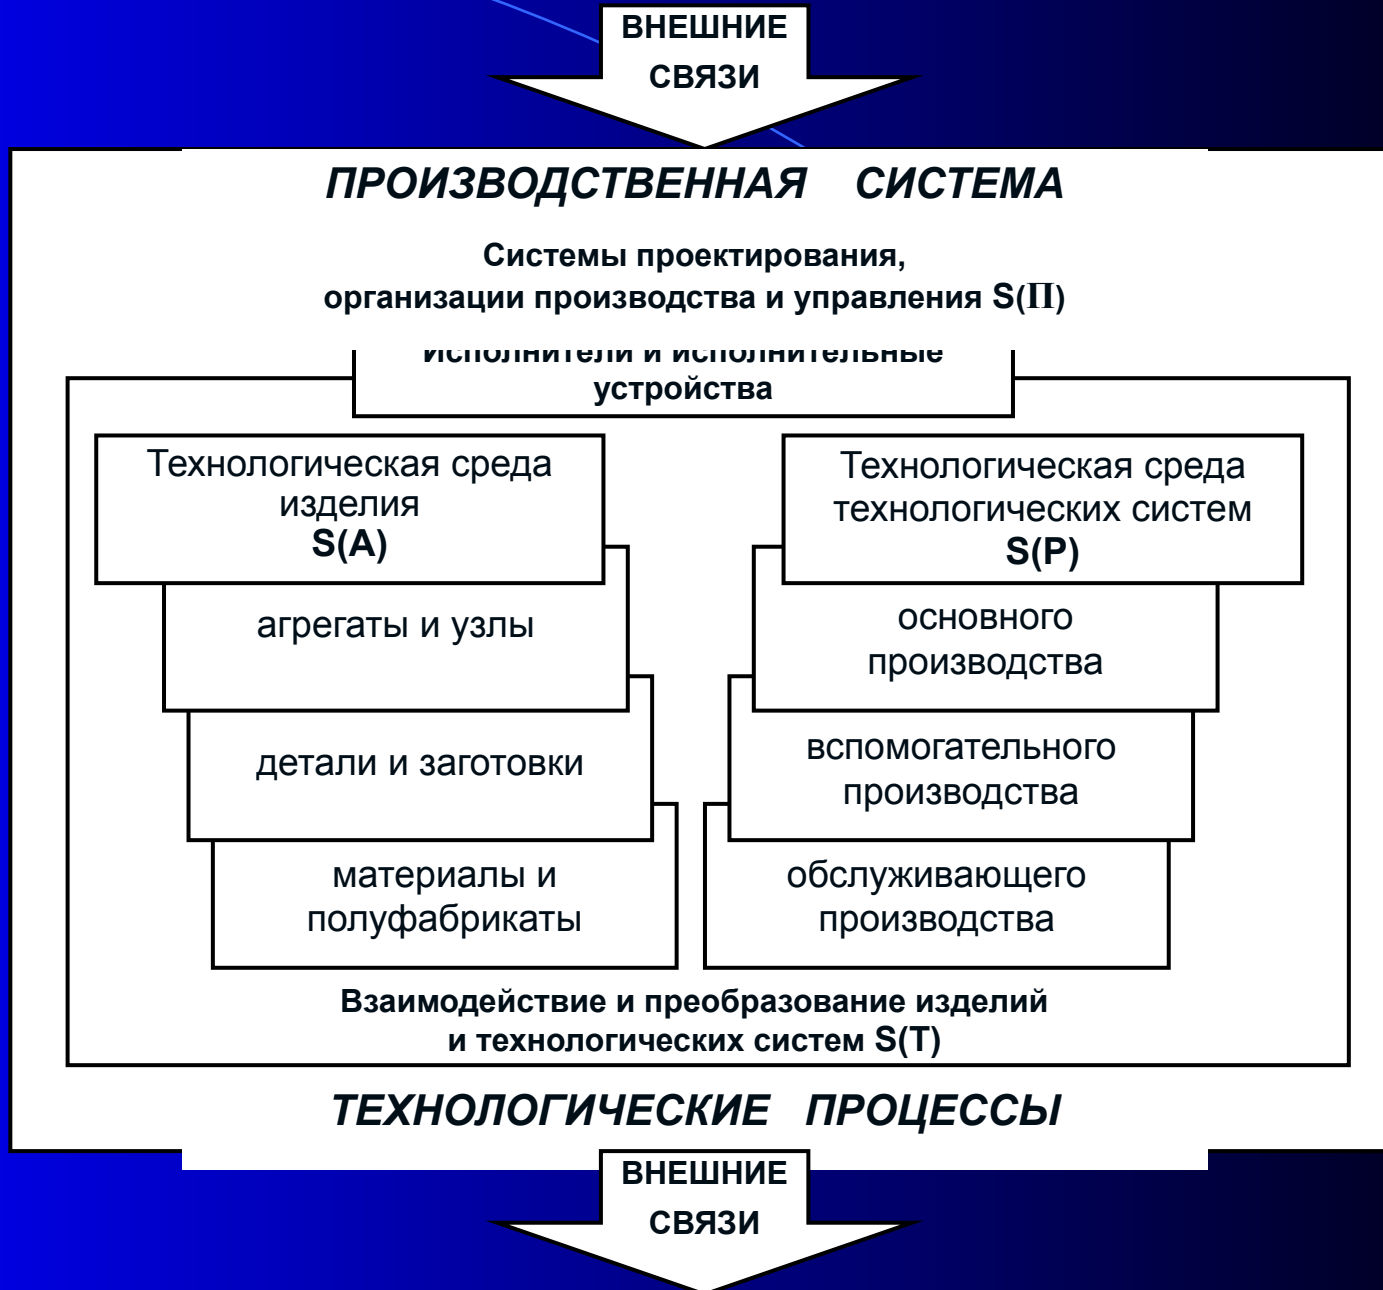 ВНЕШНИЕ
СВЯЗИ
ПРОИЗВОДСТВЕННАЯ СИСТЕМА
Системы проектирования,
организации производства и управления S(П)
Исполнители и исполнительные
устройства
Технологическая среда
изделия
S(A)
агрегаты и узлы
детали и заготовки
материалы и
полуфабрикаты
Технологическая среда
технологических систем
S(P)
основного
производства
вспомогательного
производства
обслуживающего
производства
Взаимодействие и преобразование изделий
и технологических систем S(T)
ТЕХНОЛОГИЧЕСКИЕ ПРОЦЕССЫ
ВНЕШНИЕ
СВЯЗИ